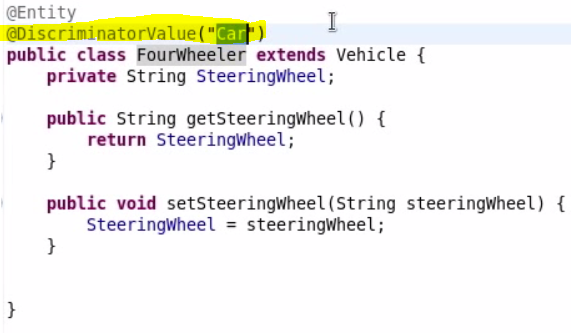 @Entity
@DiscriminatorValue("Car")
public class FourWheeler extends Vehicle {
    private String SteeringWheel;
    public String getSteeringWheel() {
        return SteeringWheel;
    }
    public void setSteeringWheel(String steeringWheel) {
        SteeringWheel = steeringWheel;
    }
}